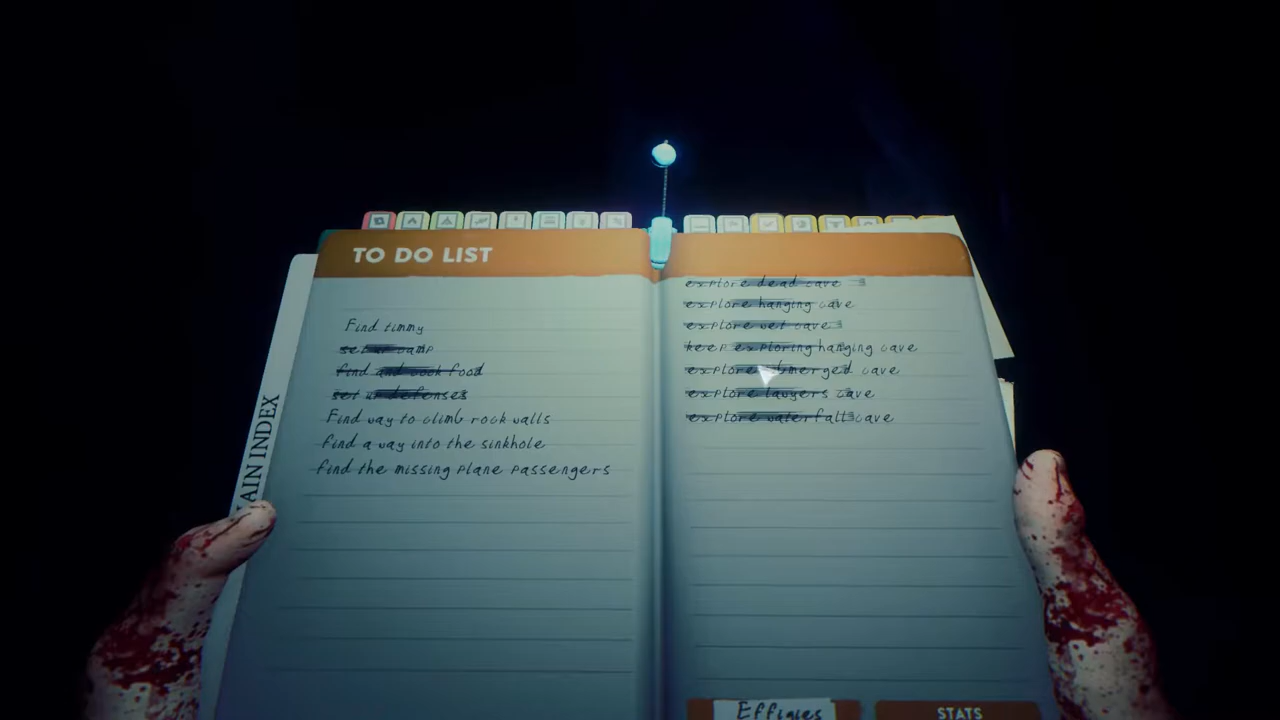 TO DO LIST
Find timmy
set up camp
find and cook food
set up defenses
Find way to climb rock walls
find a way into the sinkhole
find the missing plane passengers
explore dead cave
explore hanging cave
explore wet cave
keep exploring hanging cave
explore submerged cave
explore lawyers cave
explore waterfall cave
AIN INDEX
Effigies
STATS